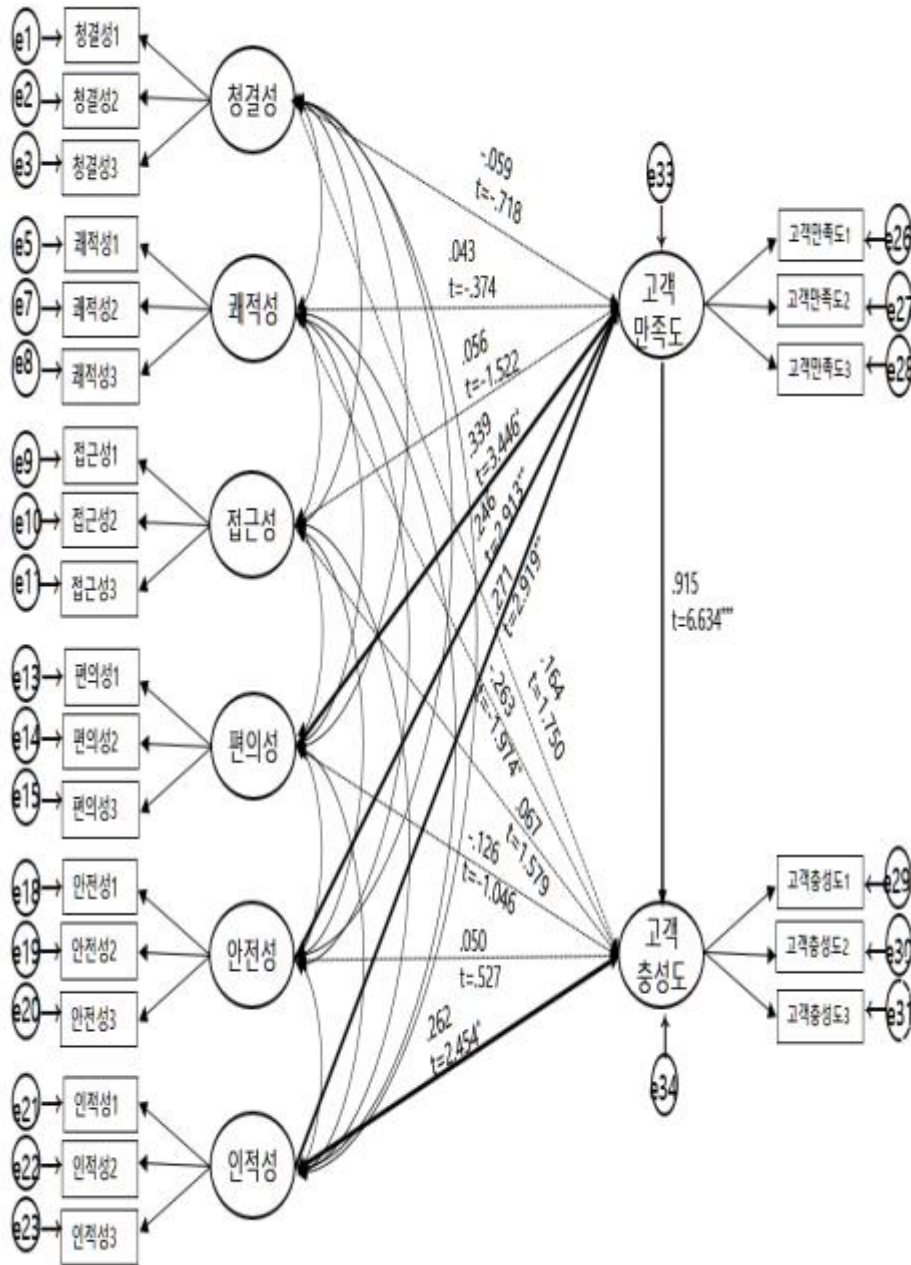 e1
청결성1
e2
청결성2
e3
청결성3
청결성
e5
쾌적성1
e7
쾌적성2
e8
쾌적성3
쾌적성
e9
접근성1
e10
접근성2
e11
접근성3
접근성
e13
편의성1
e14
편의성2
e15
편의성3
편의성
e18
안전성1
e19
안전성2
e20
안전성3
안전성
e21
인적성1
e22
인적성2
e23
인적성3
인적성
-.059
t=-.718
.043
t=-.374
.056
t=-1.522
.339
t=3.446*
.246
t=2.913**
.271
t=2.919**
.164
t=1.750
-.263
t=-1.974*
.067
t=1.579
-.126
t=-1.046
.050
t=.527
.262
t=2.454*
.915
t=6.634***
e33
고객
만족도
고객만족도1
e26
고객만족도2
e27
고객만족도3
e28
고객
충성도
e34
고객충성도1
e29
고객충성도2
e30
고객충성도3
e31